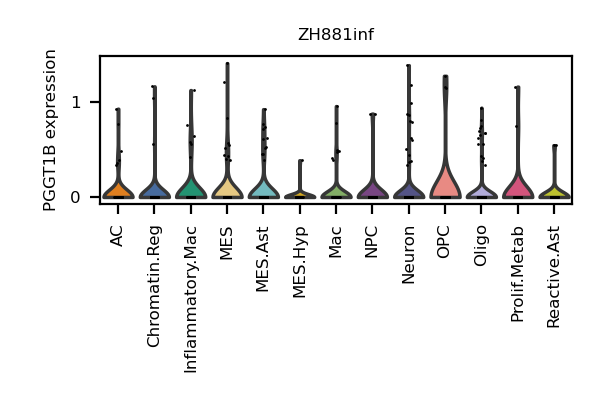 ZH881inf
PGGT1B expression
1
0
AC
Chromatin.Reg
Inflammatory.Mac
MES
MES.Ast
MES.Hyp
Mac
NPC
Neuron
OPC
Oligo
Prolif.Metab
Reactive.Ast